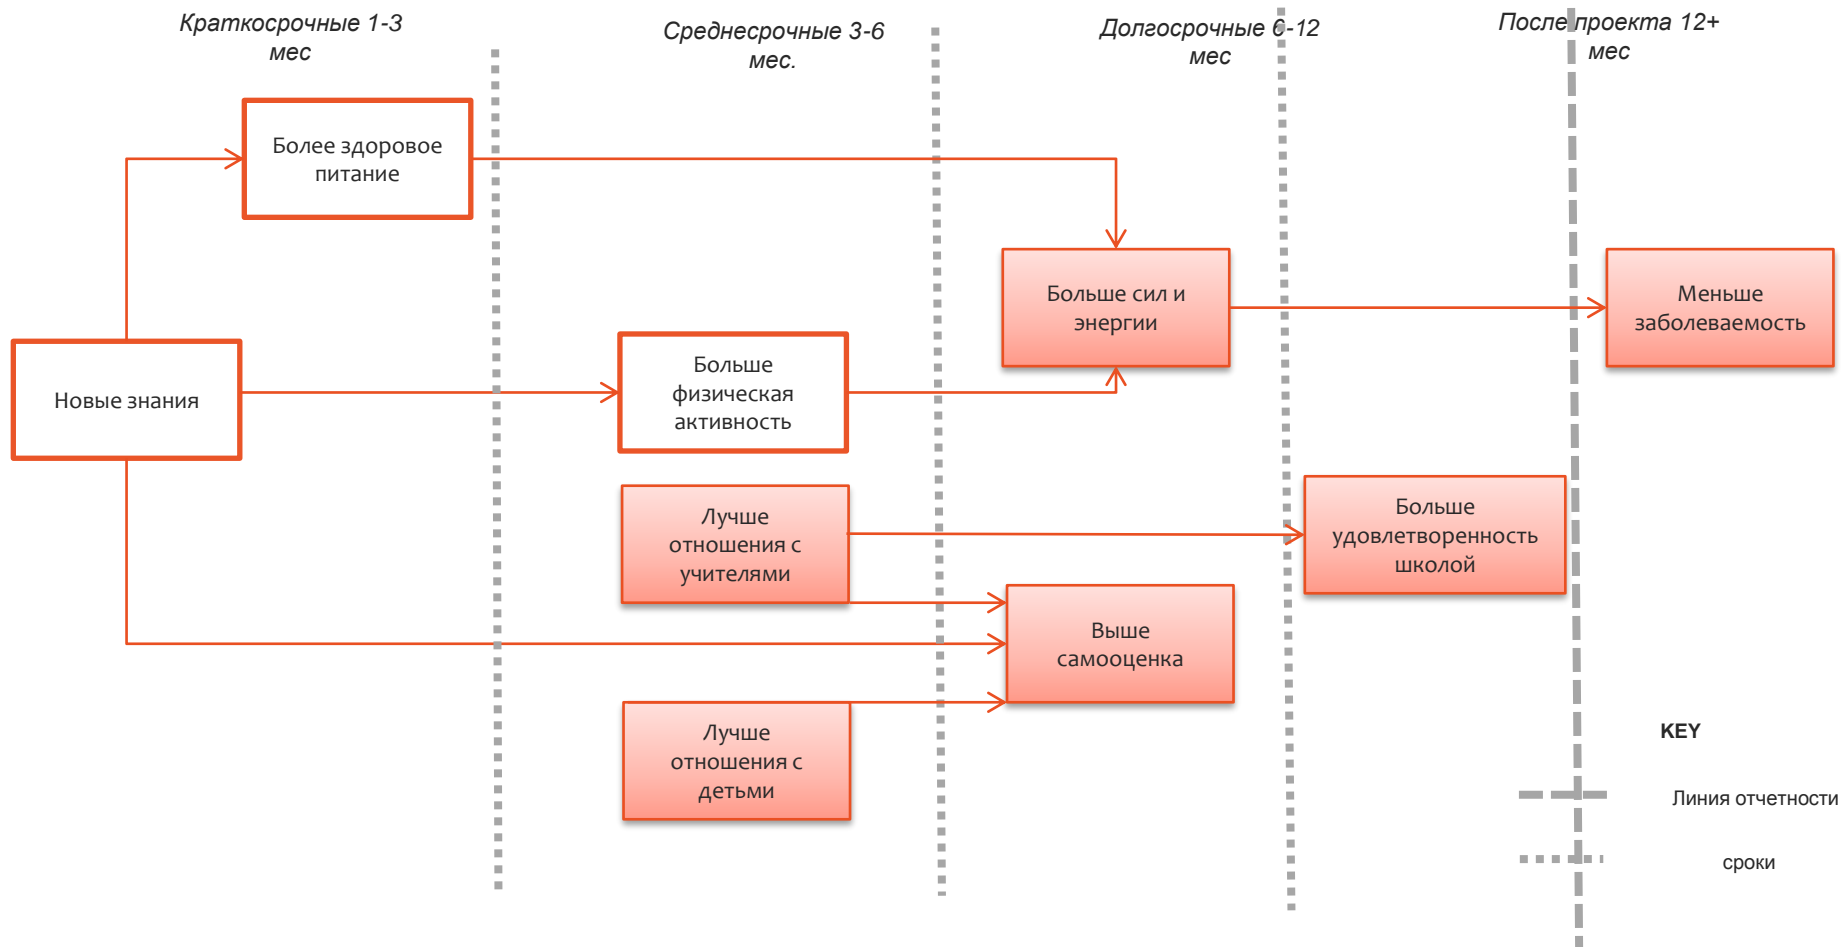 Краткосрочные 1-3
мес
Среднесрочные 3-6
мес.
Долгосрочные 6-12
мес
После проекта 12+
мес
Более здоровое
питание
Больше сил и
энергии
Меньше
заболеваемость
Новые знания
Больше
физическая
активность
Лучше
отношения с
учителями
Больше
удовлетворенность
школой
Выше
самооценка
Лучше
отношения с
детьми
KEY
Линия отчетности
сроки